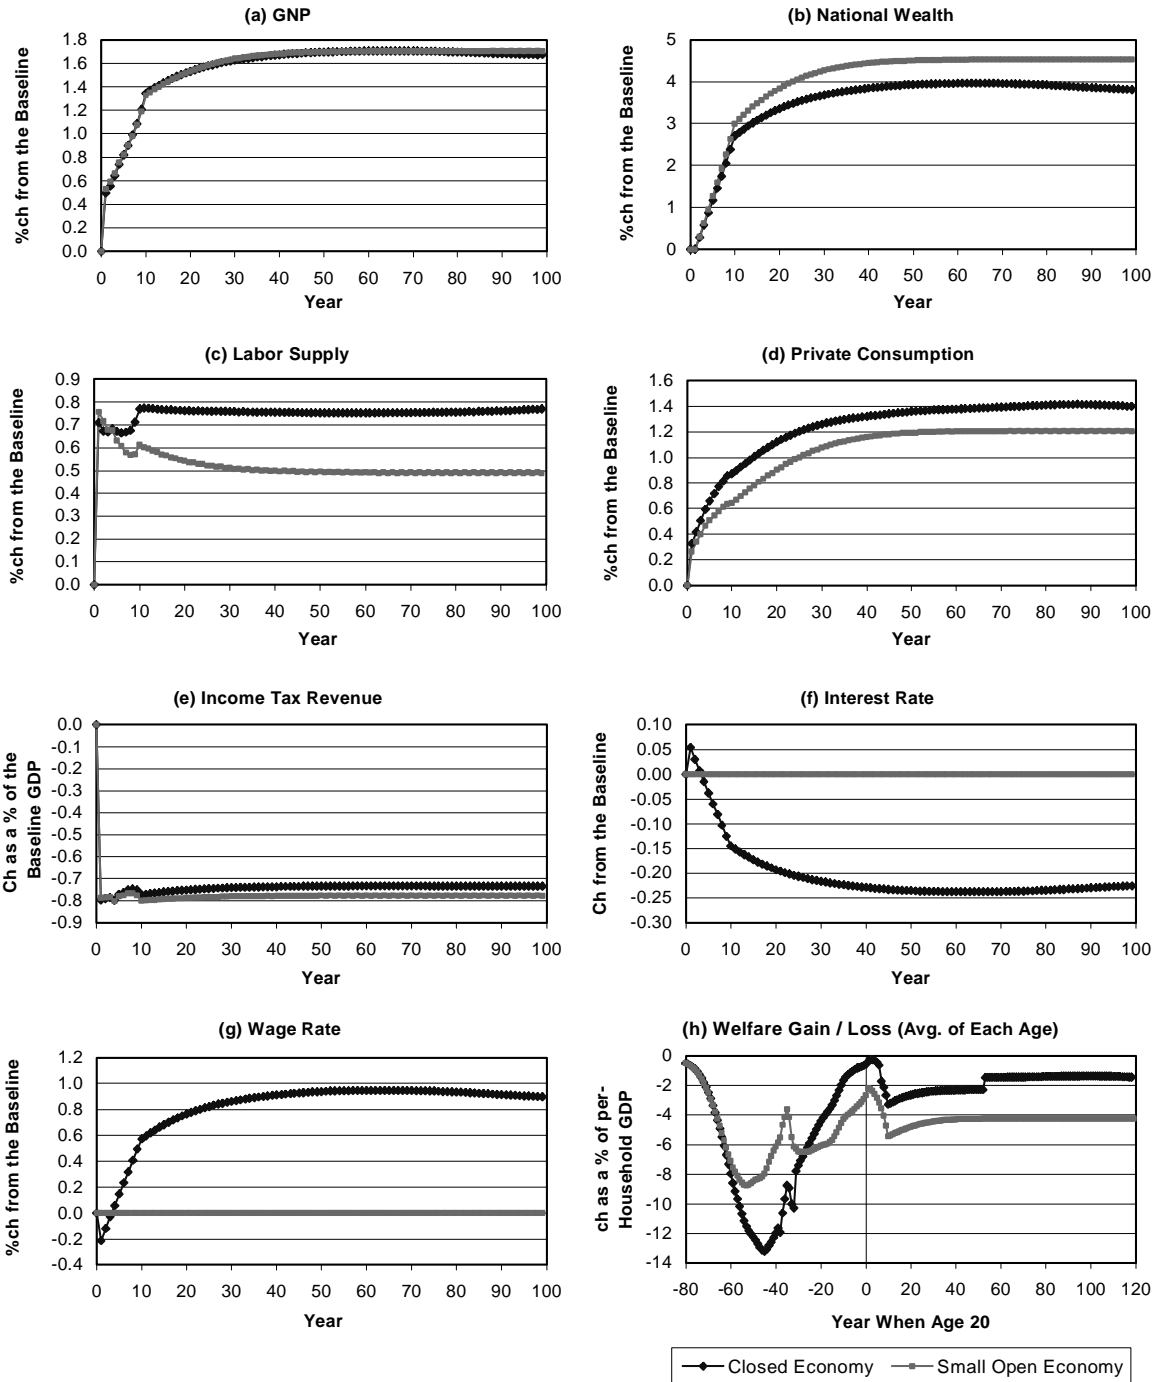 (a) GNP
%ch from the Baseline
1.8
1.6
1.4
1.2
1.0
0.8
0.6
0.4
0.2
0.0
0 10 20 30 40 50 60 70 80 90 100
Year
(b) National Wealth
%ch from the Baseline
5
4
3
2
1
0
0 10 20 30 40 50 60 70 80 90 100
Year
(c) Labor Supply
%ch from the Baseline
0.9
0.8
0.7
0.6
0.5
0.4
0.3
0.2
0.1
0.0
0 10 20 30 40 50 60 70 80 90 100
Year
(d) Private Consumption
%ch from the Baseline
1.6
1.4
1.2
1.0
0.8
0.6
0.4
0.2
0.0
0 10 20 30 40 50 60 70 80 90 100
Year
(e) Income Tax Revenue
Ch as a % of the
Baseline GDP
0.0
-0.1
-0.2
-0.3
-0.4
-0.5
-0.6
-0.7
-0.8
-0.9
0 10 20 30 40 50 60 70 80 90 100
Year
(f) Interest Rate
Ch from the Baseline
0.10
0.05
0.00
-0.05
-0.10
-0.15
-0.20
-0.25
-0.30
0 10 20 30 40 50 60 70 80 90 100
Year
(g) Wage Rate
%ch from the Baseline
1.2
1.0
0.8
0.6
0.4
0.2
0.0
-0.2
-0.4
0 10 20 30 40 50 60 70 80 90 100
Year
(h) Welfare Gain / Loss (Avg. of Each Age)
ch as a % of per-
Household GDP
0
-2
-4
-6
-8
-10
-12
-14
-80 -60 -40 -20 0 20 40 60 80 100 120
Year When Age 20
Closed Economy Small Open Economy